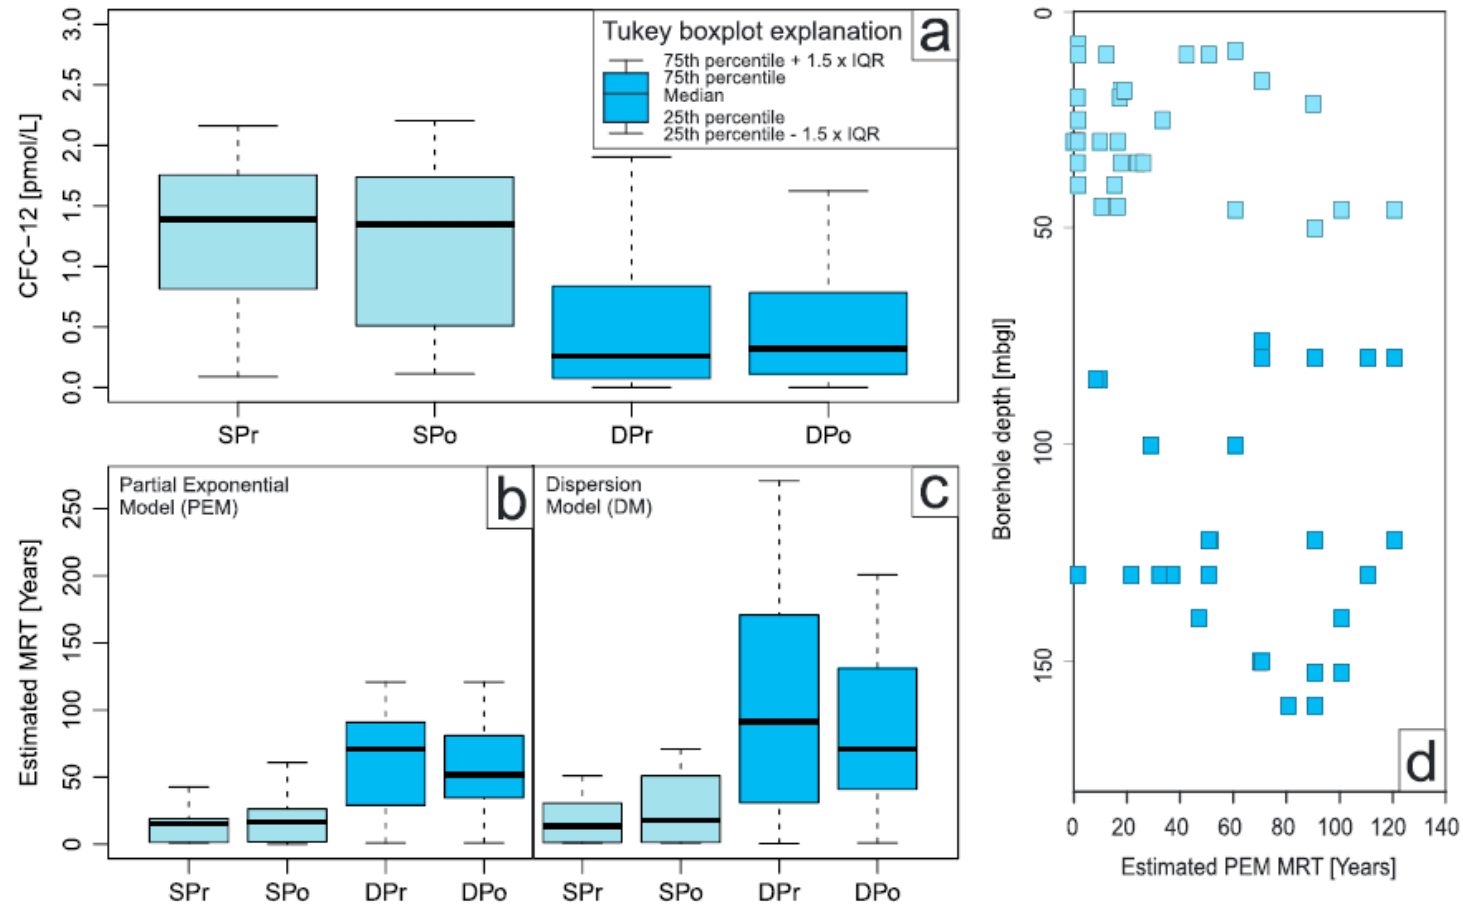 a
Tukey boxplot explanation
75th percentile + 1.5 x IQR
75th percentile
Median
25th percentile
25th percentile - 1.5 x IQR
CFC−12 [pmol/L]
3.0
2.5
2.0
1.5
1.0
0.5
0.0
SPr SPo DPr DPo
b
Partial Exponential
Model (PEM)
c
Dispersion
Model (DM)
Estimated MRT [Years]
250
200
150
100
50
0
SPr SPo DPr DPo SPr SPo DPr DPo
d
Borehole depth [mbgl]
0
50
100
150
0 20 40 60 80 100 120 140
Estimated PEM MRT [Years]